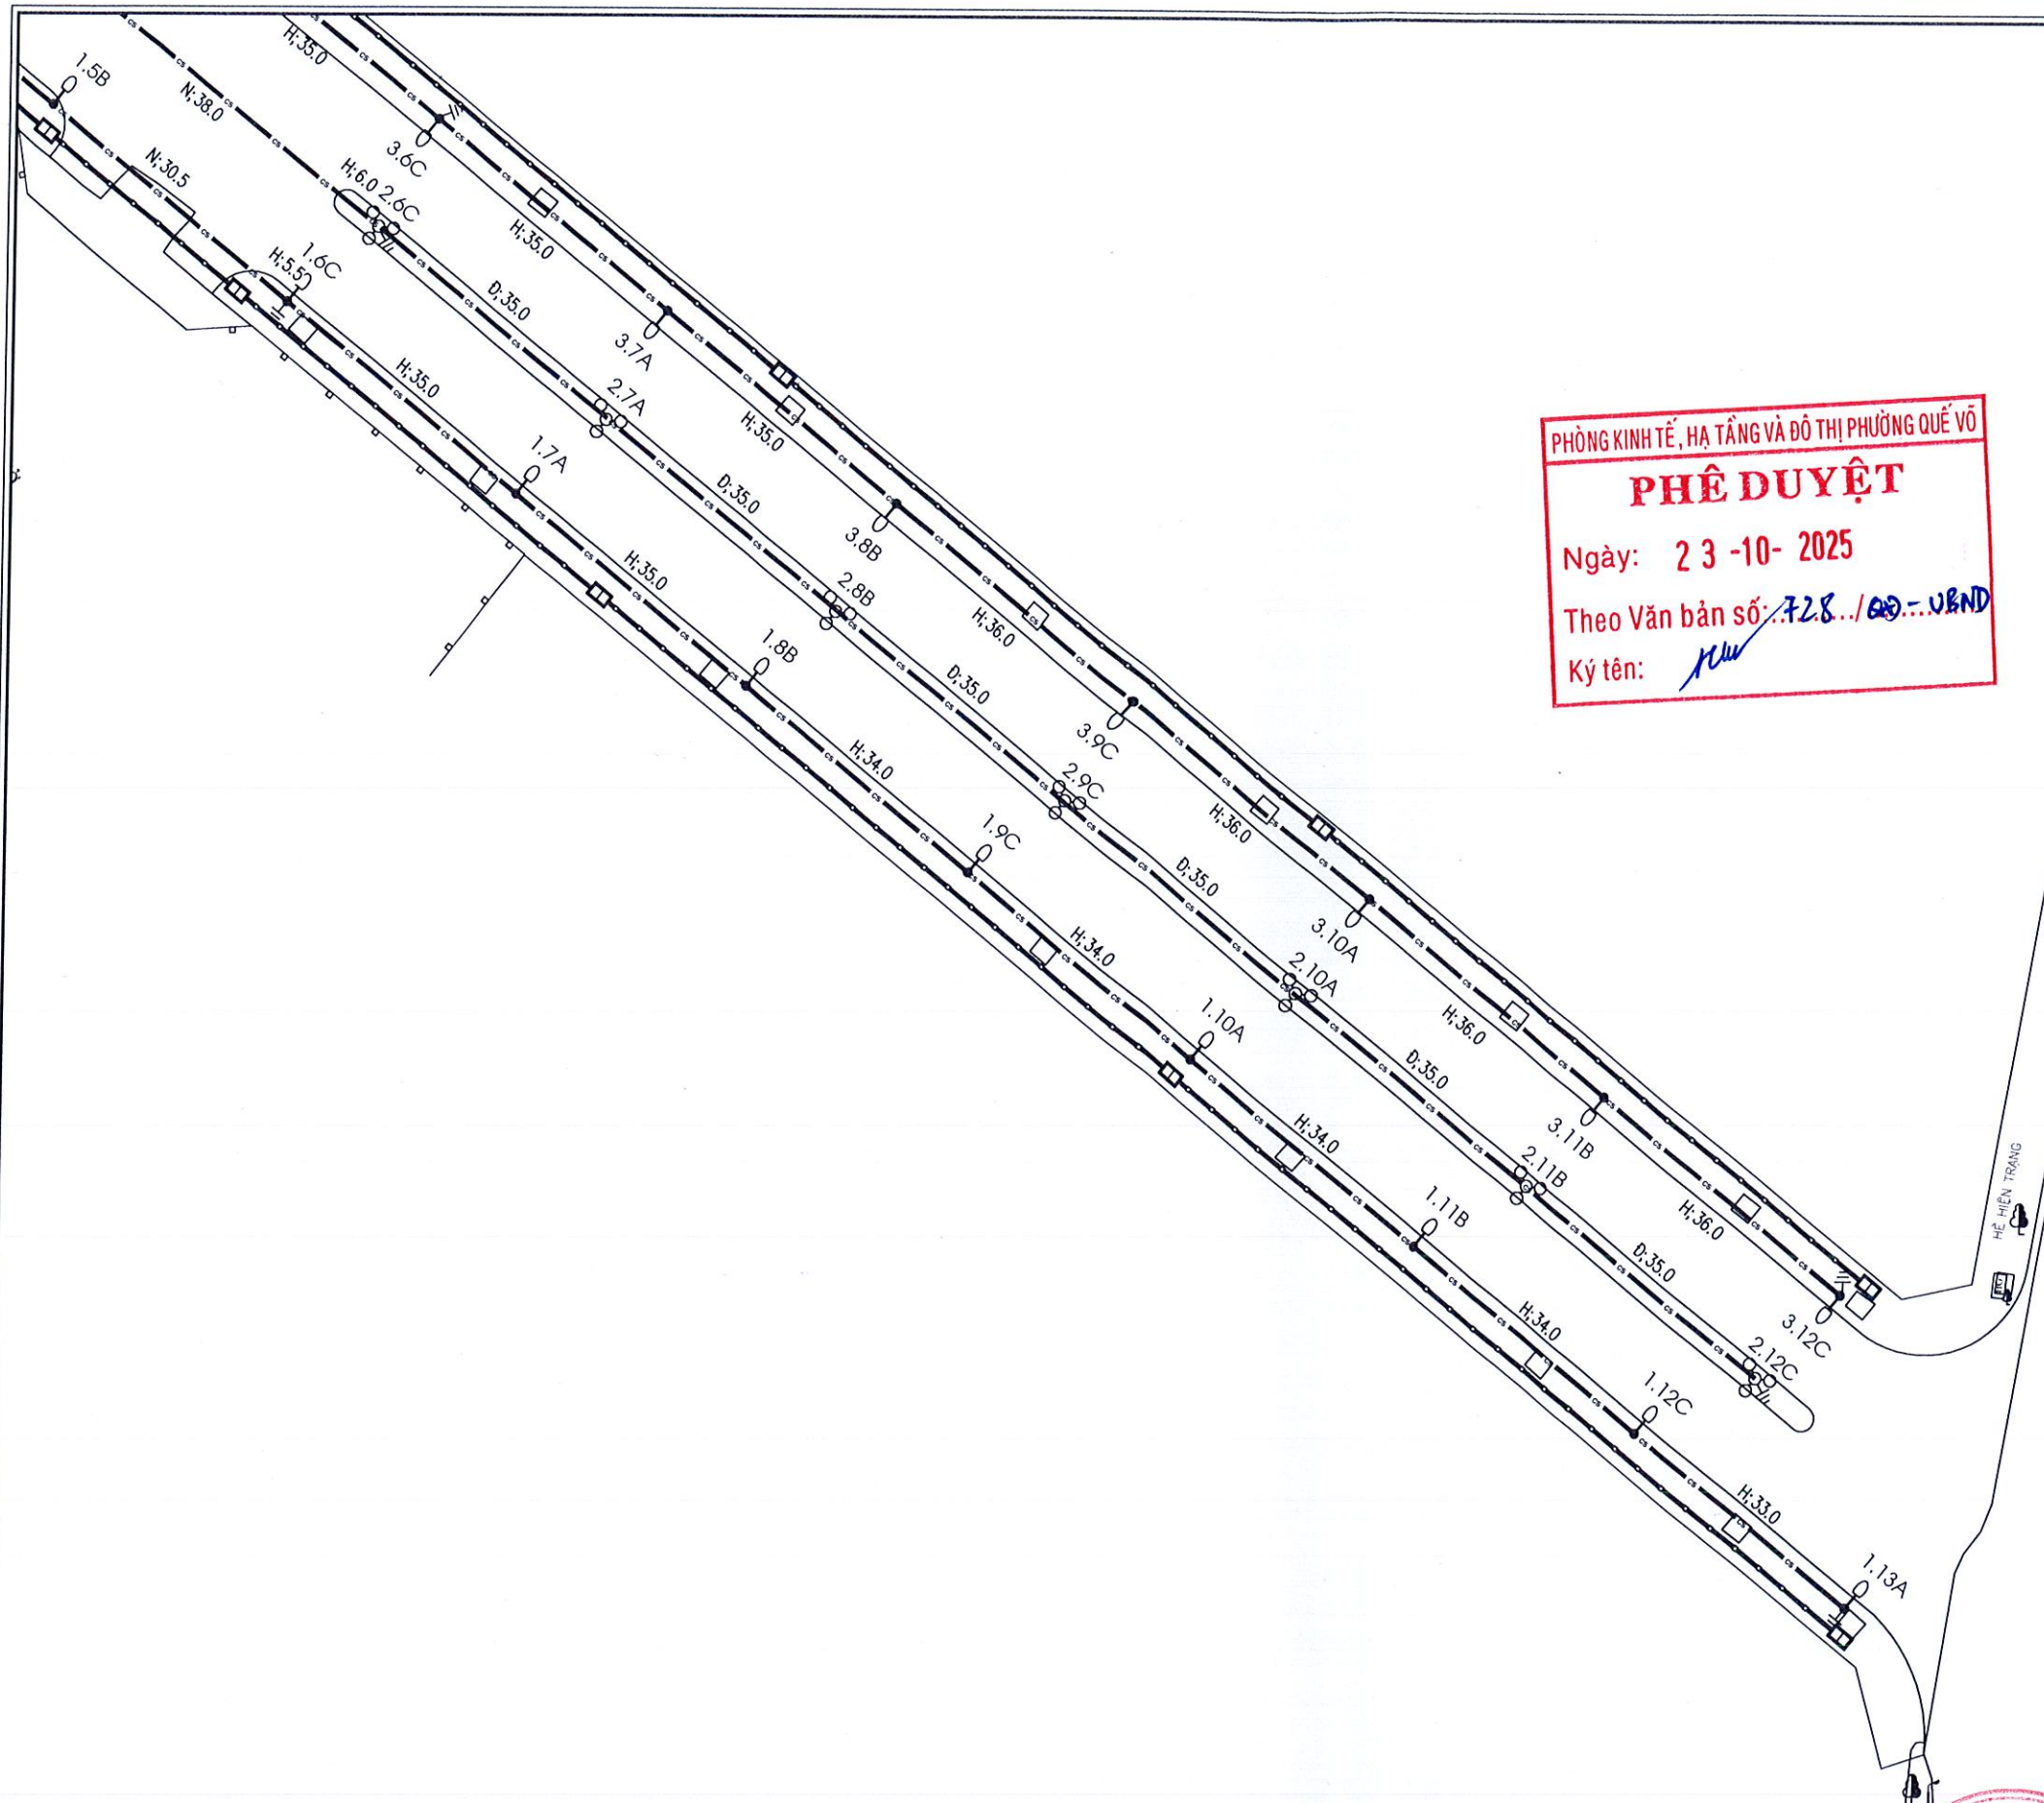 H;35.0
1.5B
N;38.0
3.6C
N;30.5
H;6.0 2.6C
H;35.0
1.6C
H;5.5
D;35.0
3.7A
H;35.0
2.7A
H;35.0
1.7A
D;35.0
3.8B
H;35.0
2.8B
H;36.0
1.8B
D;35.0
3.9C
H;34.0
2.9C
H;36.0
1.9C
D;35.0
3.10A
H;34.0
2.10A
H;36.0
1.10A
D;35.0
3.11B
H;34.0
2.11B
H;36.0
1.11B
D;35.0
3.12C
H;34.0
2.12C
1.12C
H;33.0
1.13A
HÈ HIỆN TRẠNG
PHÒNG KINH TẾ, HẠ TẦNG VÀ ĐÔ THỊ PHƯỜNG QUẾ VÕ
PHÊ DUYỆT
Ngày: 23-10-2025
Theo Văn bản số:.728.../QĐ-UBND
Ký tên: